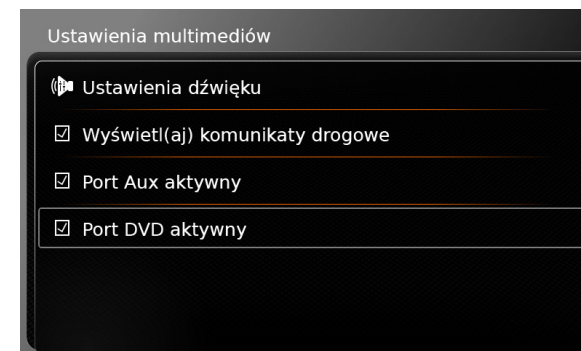 Ustawienia multimediów
Ustawienia dźwięku
Wyświetl(aj) komunikaty drogowe
Port Aux aktywny
Port DVD aktywny